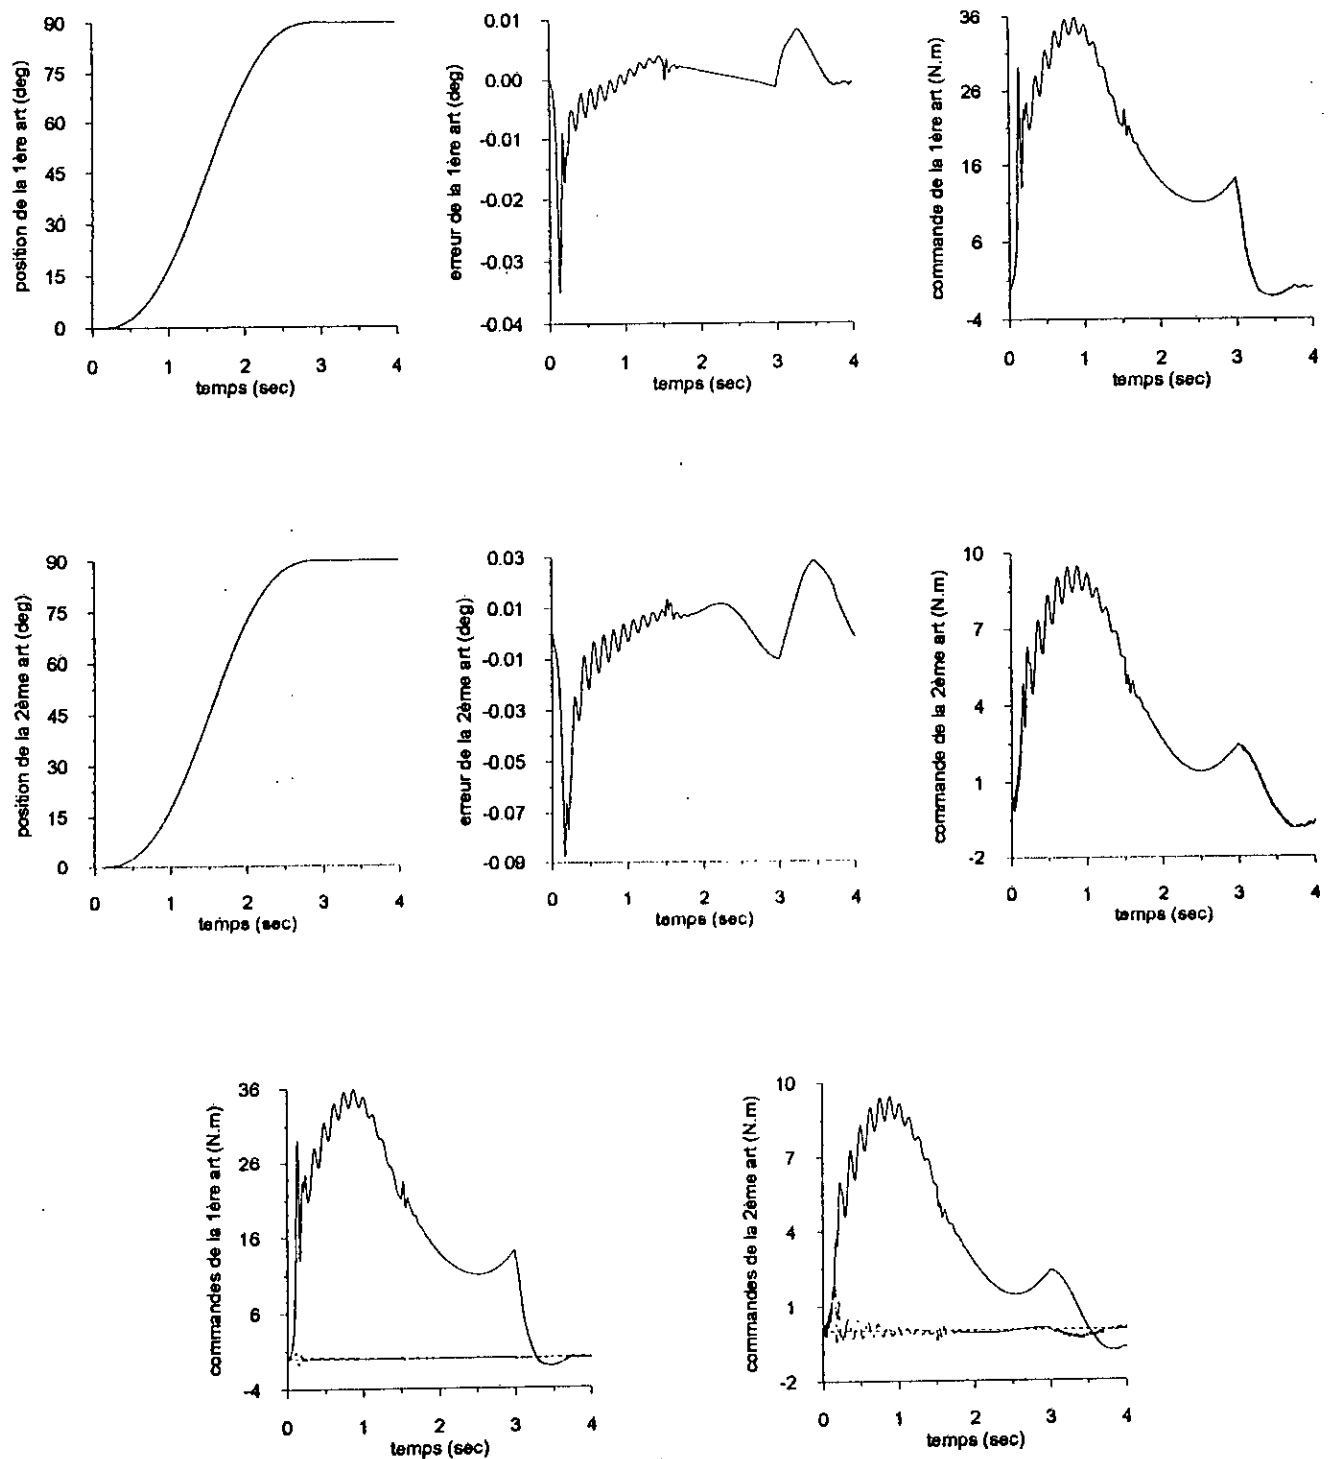 position de la 1ère art (deg)
90
75
60
45
30
15
0
0 1 2 3 4
temps (sec)
erreur de la 1ère art (deg)
0.01
0.00
-0.01
-0.02
-0.03
-0.04
0 1 2 3 4
temps (sec)
commande de la 1ère art (N.m)
36
26
16
6
-4
0 1 2 3 4
temps (sec)
position de la 2ème art (deg)
90
75
60
45
30
15
0
0 1 2 3 4
temps (sec)
erreur de la 2ème art (deg)
0.03
0.01
-0.01
-0.03
-0.05
-0.07
-0.09
0 1 2 3 4
temps (sec)
commande de la 2ème art (N.m)
10
7
4
1
-2
0 1 2 3 4
temps (sec)
commandes de la 1ère art (N.m)
36
26
16
6
-4
0 1 2 3 4
temps (sec)
commandes de la 2ème art (N.m)
10
7
4
1
-2
0 1 2 3 4
temps (sec)